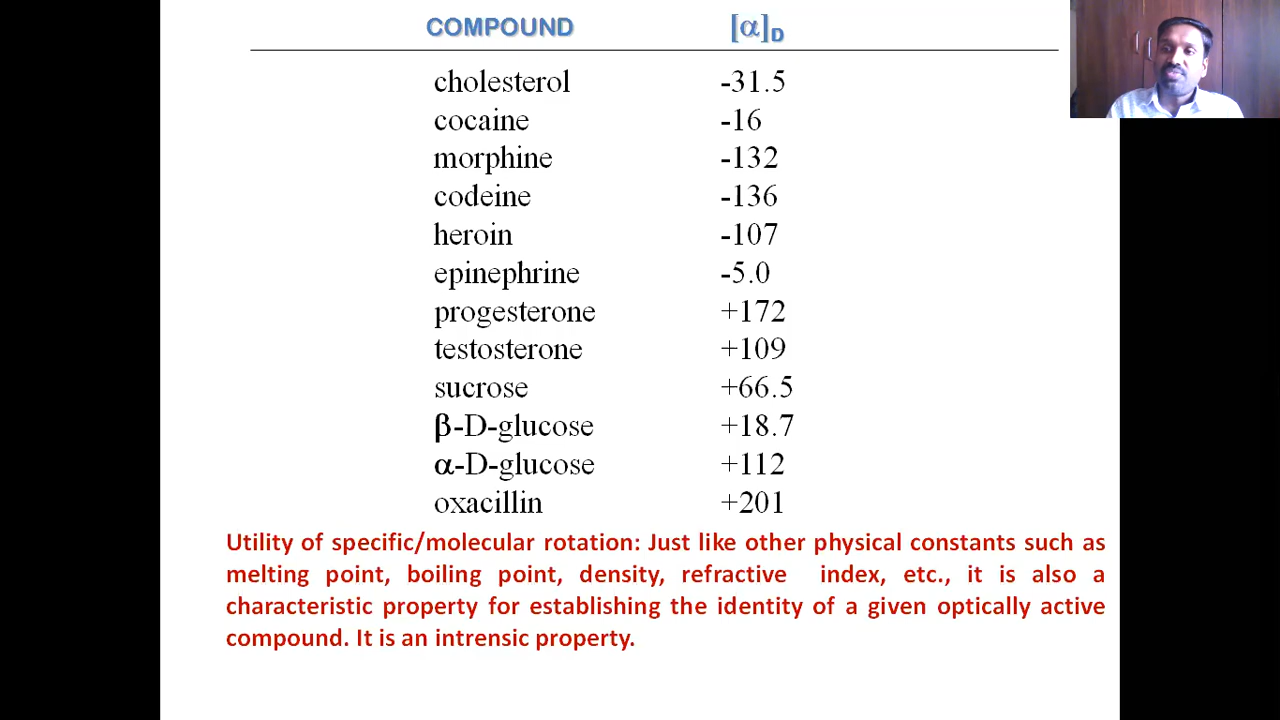 COMPOUND [α]D
cholesterol -31.5
cocaine -16
morphine -132
codeine -136
heroin -107
epinephrine -5.0
progesterone +172
testosterone +109
sucrose +66.5
β-D-glucose +18.7
α-D-glucose +112
oxacillin +201
Utility of specific/molecular rotation: Just like other physical constants such as
melting point, boiling point, density, refractive index, etc., it is also a
characteristic property for establishing the identity of a given optically active
compound. It is an intrensic property.